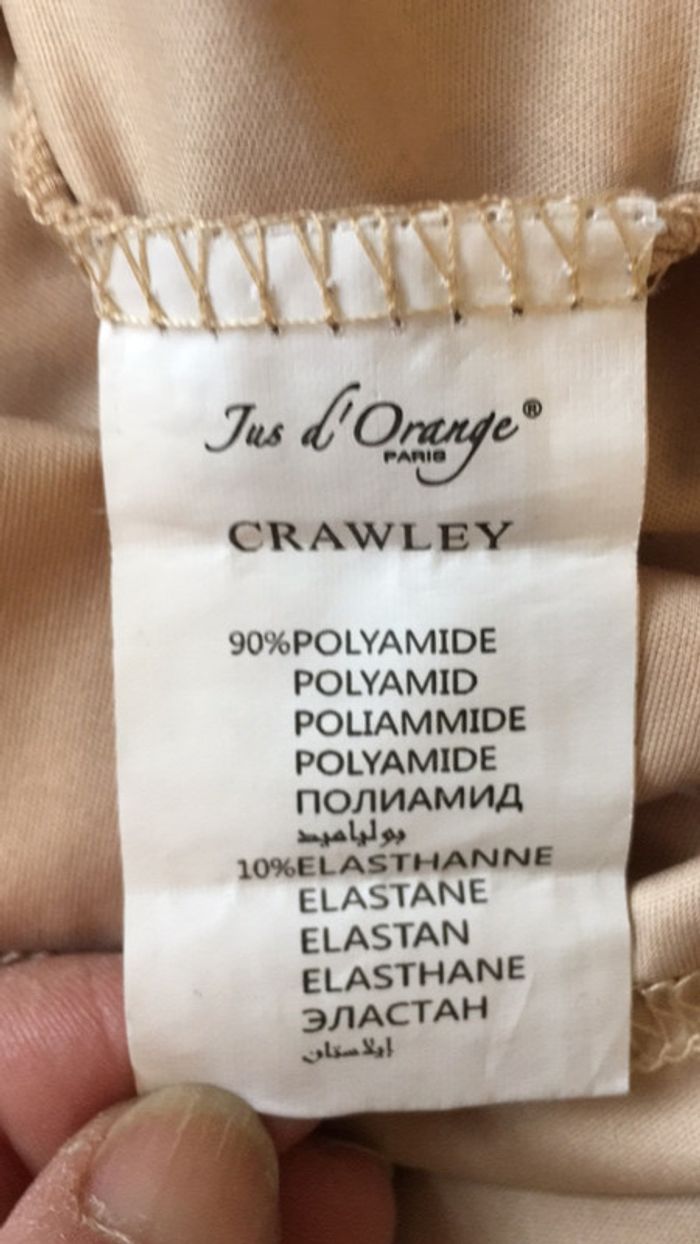 Jus d'Orange®
PARIS
CRAWLEY
90%POLYAMIDE
POLYAMID
POLIAMMIDE
POLYAMIDE
ПОЛИАМИД
بولياميد
10%ELASTHANNE
ELASTANE
ELASTAN
ELASTHANE
ЭЛАСТАН
ايلاستان